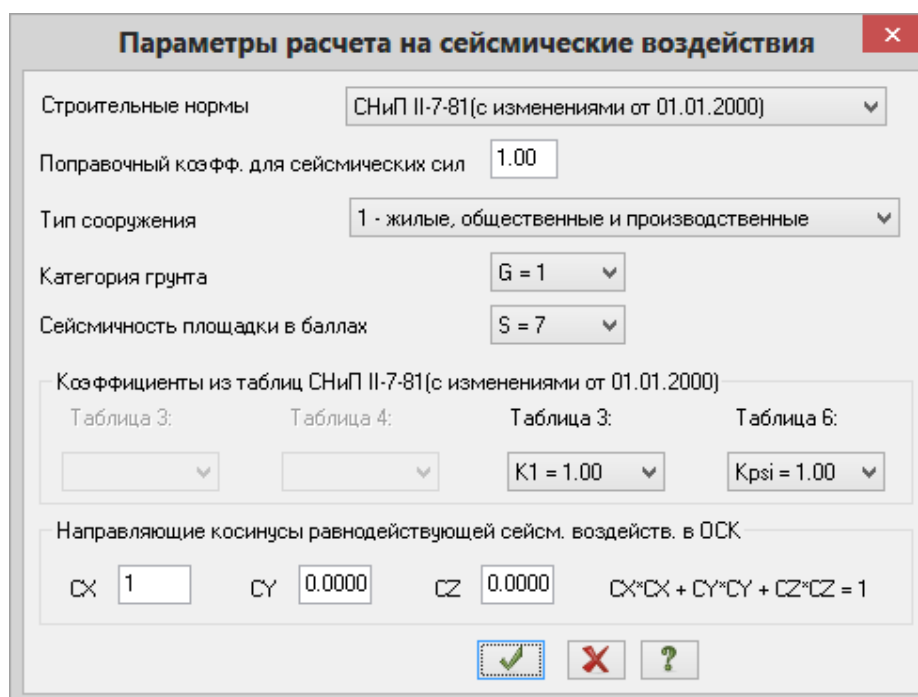 Параметры расчета на сейсмические воздействия
Строительные нормы СНиП II-7-81(с изменениями от 01.01.2000)
Поправочный коэфф. для сейсмических сил 1.00
Тип сооружения 1 - жилые, общественные и производственные
Категория грунта G = 1
Сейсмичность площадки в баллах S = 7
Коэффициенты из таблиц СНиП II-7-81(с изменениями от 01.01.2000)
Таблица 3: Таблица 4: Таблица 3: Таблица 6:
K1 = 1.00 Kpsi = 1.00
Направляющие косинусы равнодействующей сейсм. воздейств. в ОСК
CX 1 CY 0.0000 CZ 0.0000 CX*CX + CY*CY + CZ*CZ = 1